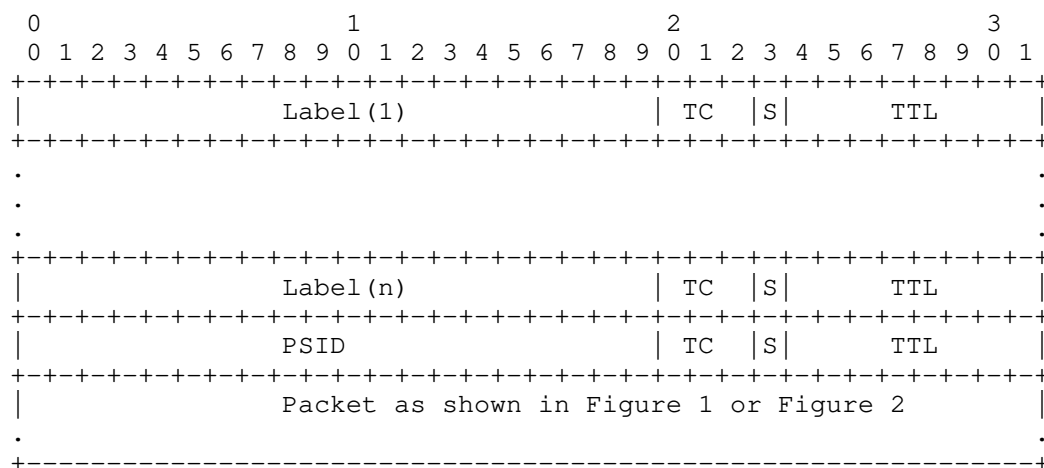 0                   1                   2                   3
0 1 2 3 4 5 6 7 8 9 0 1 2 3 4 5 6 7 8 9 0 1 2 3 4 5 6 7 8 9 0 1
+-+-+-+-+-+-+-+-+-+-+-+-+-+-+-+-+-+-+-+-+-+-+-+-+-+-+-+-+-+-+-+-+
|                Label(1)               | TC  |S|      TTL      |
+-+-+-+-+-+-+-+-+-+-+-+-+-+-+-+-+-+-+-+-+-+-+-+-+-+-+-+-+-+-+-+-+
.                                                               .
.                                                               .
.                                                               .
+-+-+-+-+-+-+-+-+-+-+-+-+-+-+-+-+-+-+-+-+-+-+-+-+-+-+-+-+-+-+-+-+
|                Label(n)               | TC  |S|      TTL      |
+-+-+-+-+-+-+-+-+-+-+-+-+-+-+-+-+-+-+-+-+-+-+-+-+-+-+-+-+-+-+-+-+
|                PSID                   | TC  |S|      TTL      |
+-+-+-+-+-+-+-+-+-+-+-+-+-+-+-+-+-+-+-+-+-+-+-+-+-+-+-+-+-+-+-+-+
|                Packet as shown in Figure 1 or Figure 2        |
.                                                               .
+---------------------------------------------------------------+